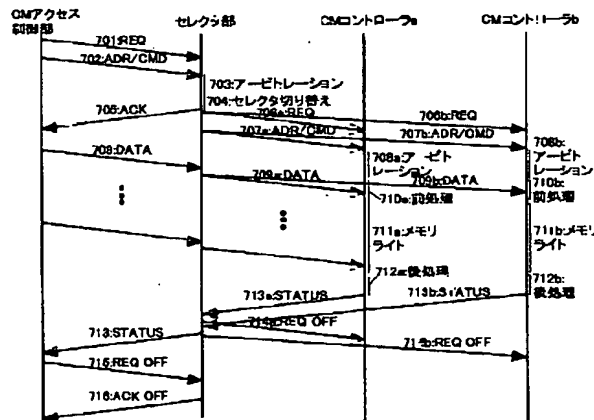 CMアクセス
制御部
セレクタ部
CMコントローラa
CMコントローラb
701:REQ
702:ADR/CMD
703:アービトレーション
704:セレクタ切り替え
705:ACK
706a:REQ
706b:REQ
707a:ADR/CMD
707b:ADR/CMD
708:DATA
708a:アービト
レーション
708b:
アービト
レーション
709a:DATA
709b:DATA
710a:前処理
710b:
前処理
711a:メモリ
ライト
711b:メモリ
ライト
712a:後処理
712b:
後処理
713a:STATUS
713b:STATUS
714a:REQ OFF
713:STATUS
714b:REQ OFF
715:REQ OFF
716:ACK OFF